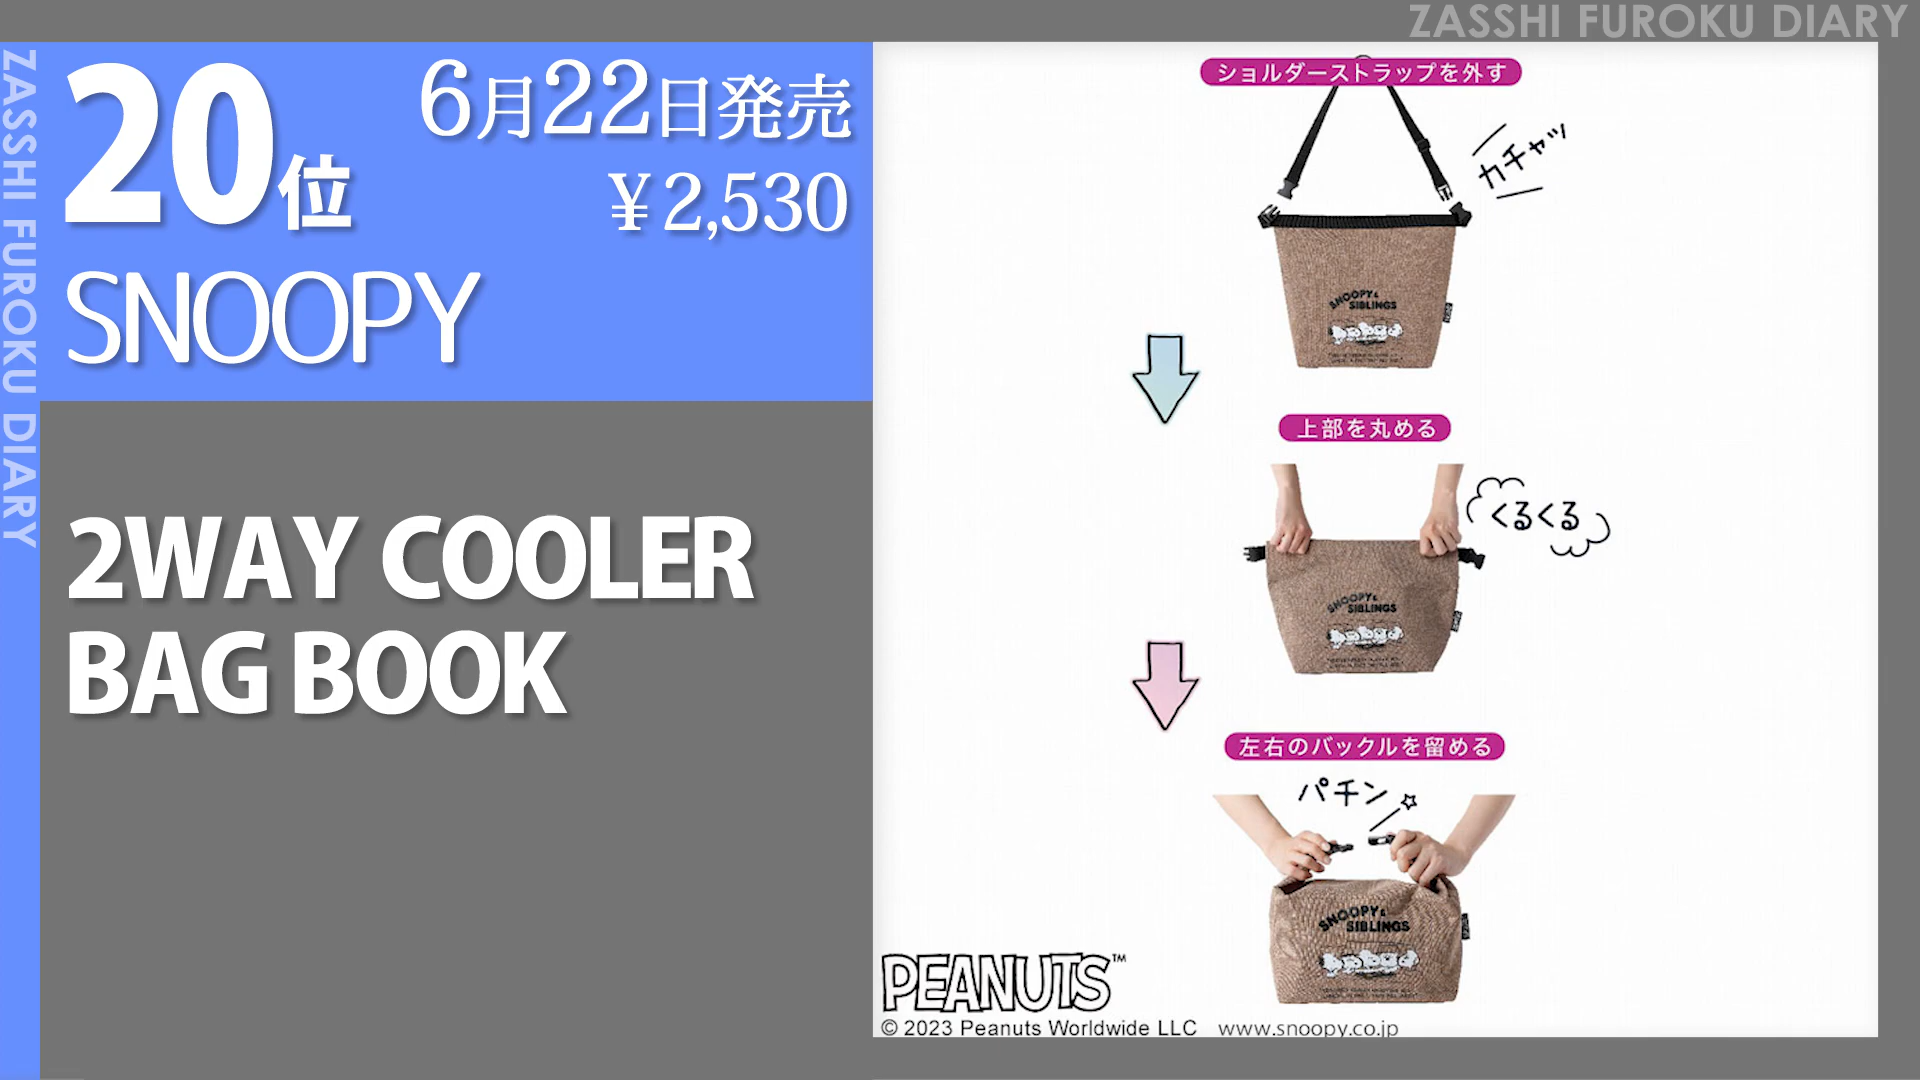 ZASSHI FUROKU DIARY
ZASSHI FUROKU DIARY
20位
6月22日発売
¥2,530
SNOOPY
2WAY COOLER
BAG BOOK
ショルダーストラップを外す
カチャッ
SNOOPY &
SIBLINGS
上部を丸める
くるくる
SNOOPY &
SIBLINGS
左右のバックルを留める
パチン
SNOOPY &
SIBLINGS
PEANUTS™
© 2023 Peanuts Worldwide LLC www.snoopy.co.jp